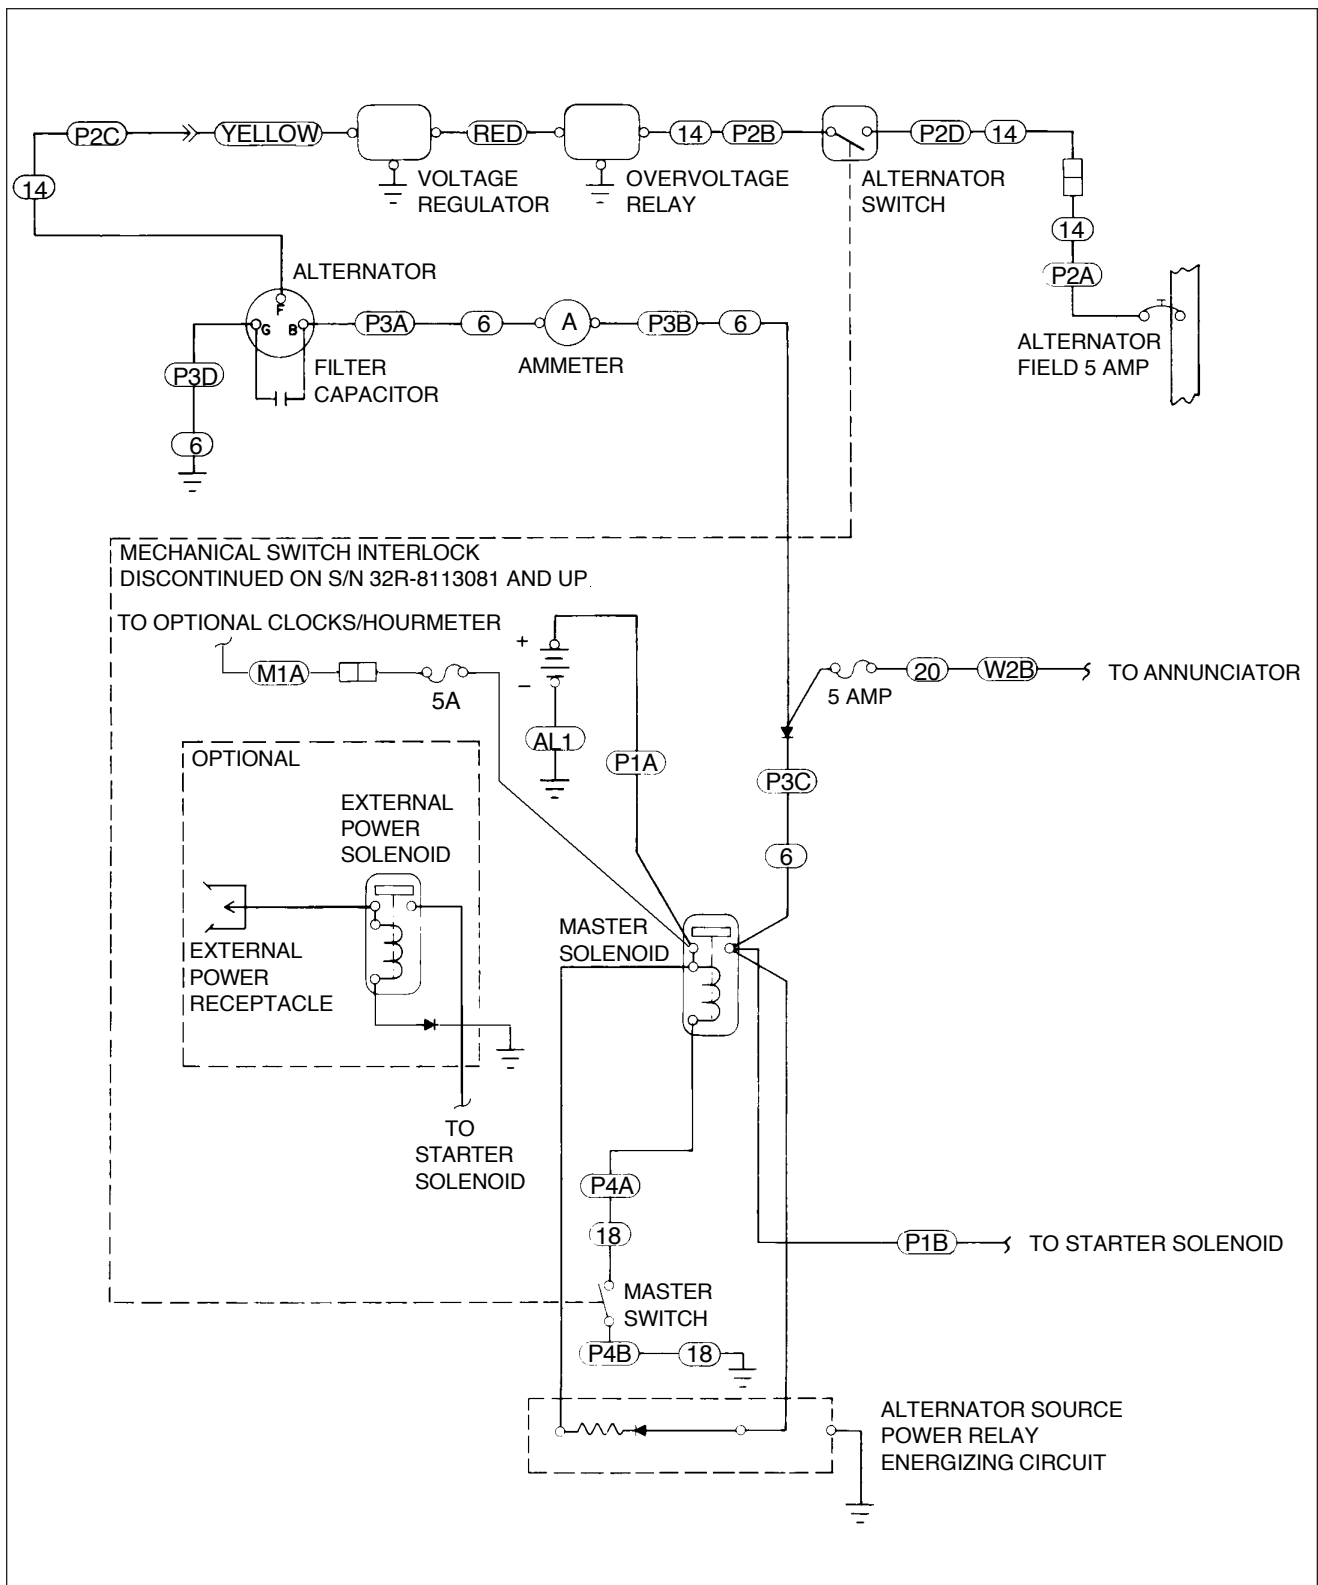 P2C
YELLOW
RED
14
P2B
P2D
14
14
VOLTAGE
REGULATOR
OVERVOLTAGE
RELAY
ALTERNATOR
SWITCH
14
P2A
ALTERNATOR
FIELD 5 AMP
ALTERNATOR
F
G
B
P3A
6
A
P3B
6
AMMETER
FILTER
CAPACITOR
P3D
6
MECHANICAL SWITCH INTERLOCK
DISCONTINUED ON S/N 32R-8113081 AND UP
TO OPTIONAL CLOCKS/HOURMETER
M1A
5A
+
–
AL1
P1A
5 AMP
20
W2B
TO ANNUNCIATOR
P3C
6
OPTIONAL
EXTERNAL
POWER
SOLENOID
EXTERNAL
POWER
RECEPTACLE
MASTER
SOLENOID
TO
STARTER
SOLENOID
P4A
18
MASTER
SWITCH
P4B
18
P1B
TO STARTER SOLENOID
ALTERNATOR SOURCE
POWER RELAY
ENERGIZING CIRCUIT